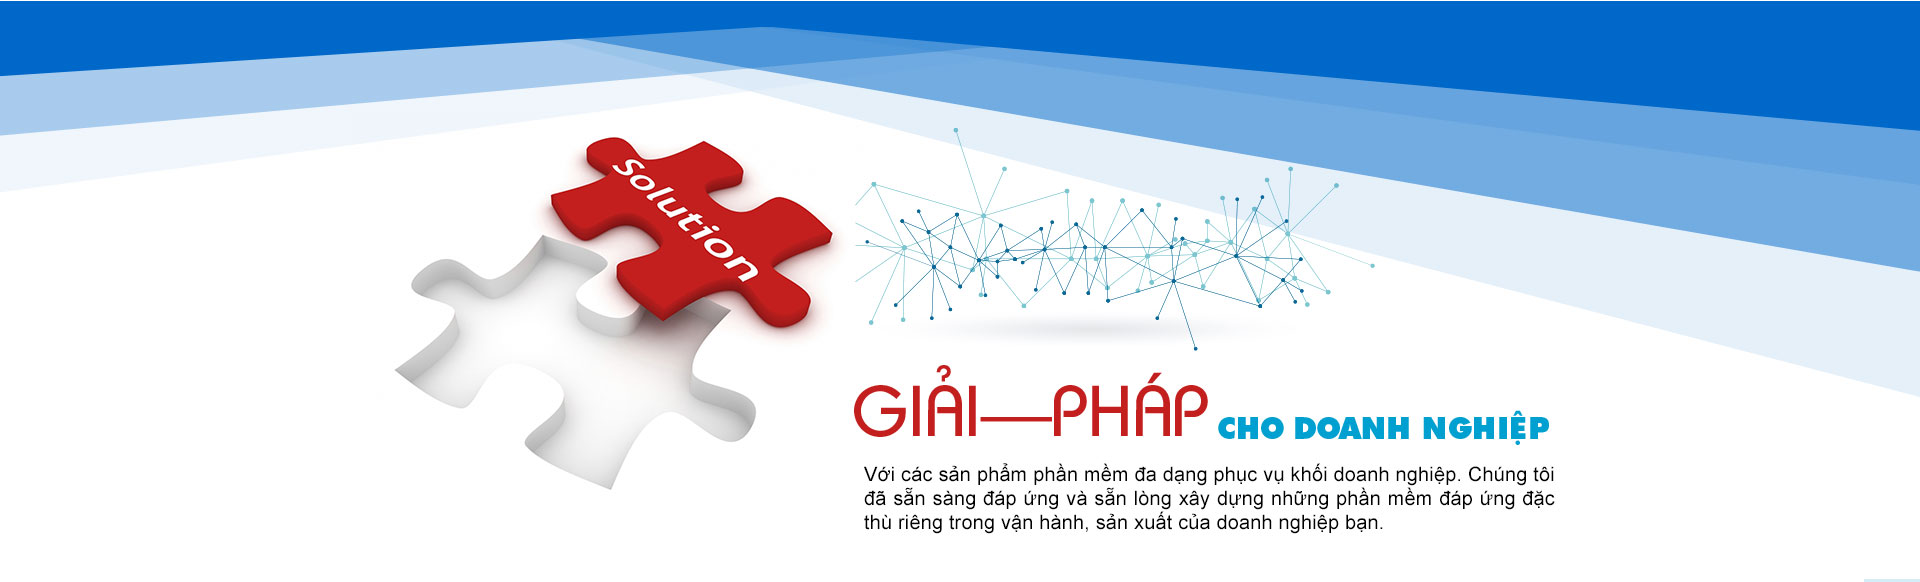 Solution
GIẢI—PHÁP CHO DOANH NGHIỆP
Với các sản phẩm phần mềm đa dạng phục vụ khối doanh nghiệp. Chúng tôi
đã sẵn sàng đáp ứng và sẵn lòng xây dựng những phần mềm đáp ứng đặc
thù riêng trong vận hành, sản xuất của doanh nghiệp bạn.